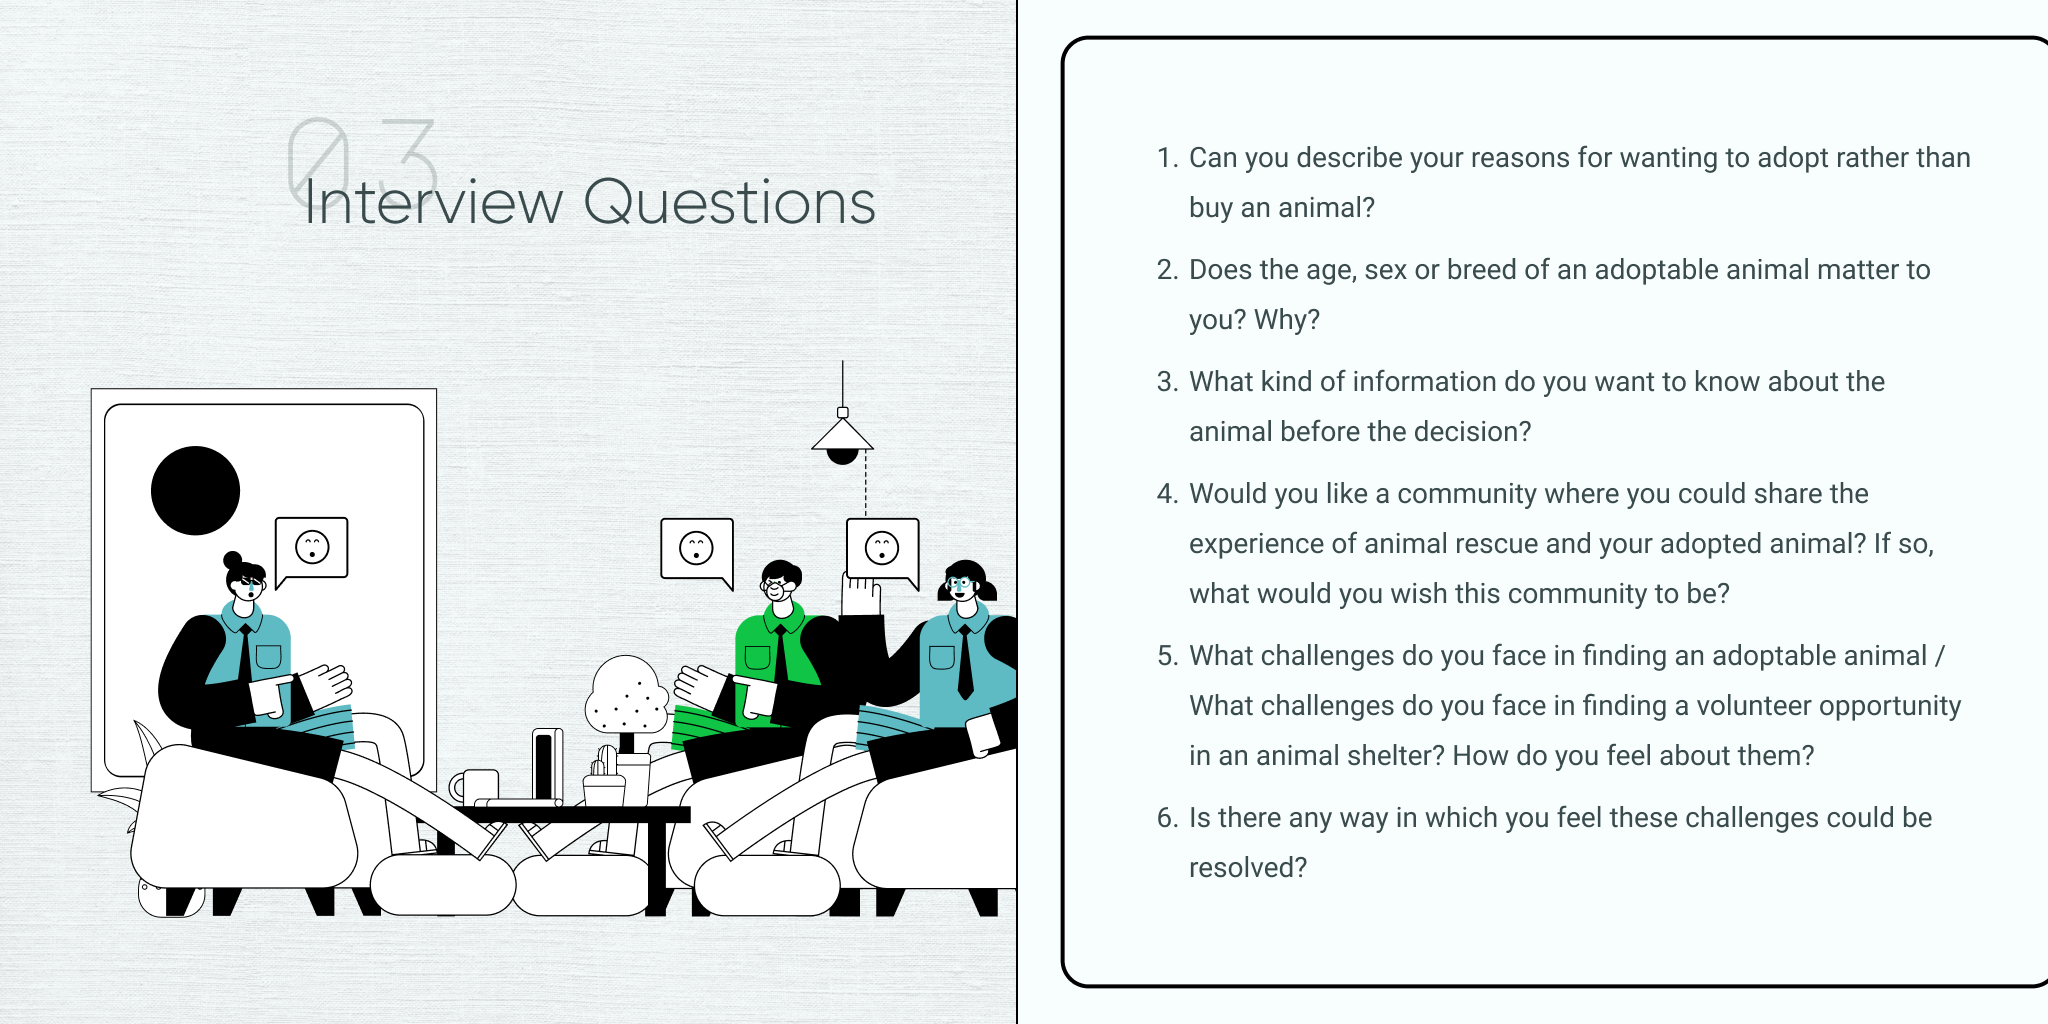 03
Interview Questions
1. Can you describe your reasons for wanting to adopt rather than
buy an animal?
2. Does the age, sex or breed of an adoptable animal matter to
you? Why?
3. What kind of information do you want to know about the
animal before the decision?
4. Would you like a community where you could share the
experience of animal rescue and your adopted animal? If so,
what would you wish this community to be?
5. What challenges do you face in finding an adoptable animal /
What challenges do you face in finding a volunteer opportunity
in an animal shelter? How do you feel about them?
6. Is there any way in which you feel these challenges could be
resolved?